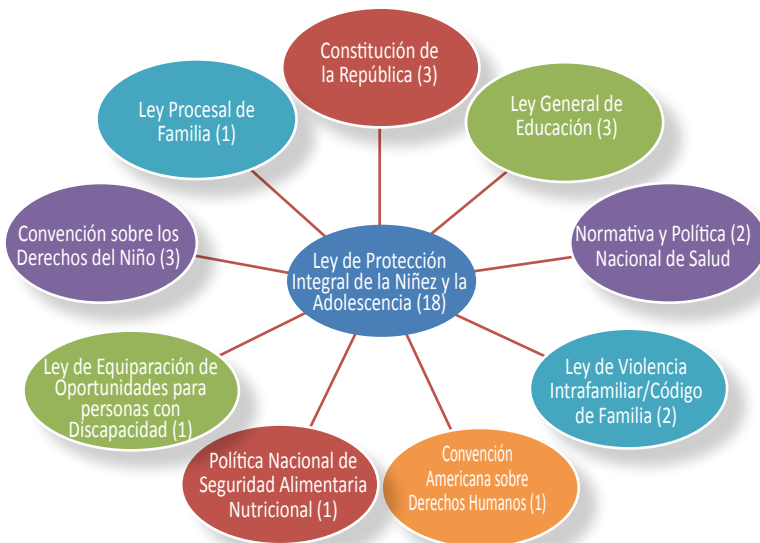 Constitución de
la República (3)
Ley Procesal de
Familia (1)
Ley General de
Educación (3)
Convención sobre los
Derechos del Niño (3)
Normativa y Política (2)
Nacional de Salud
Ley de Protección
Integral de la Niñez y la
Adolescencia (18)
Ley de Equiparación de
Oportunidades para
personas con
Discapacidad (1)
Ley de Violencia
Intrafamiliar/Código
de Familia (2)
Política Nacional de
Seguridad Alimentaria
Nutricional (1)
Convención
Americana sobre
Derechos Humanos (1)